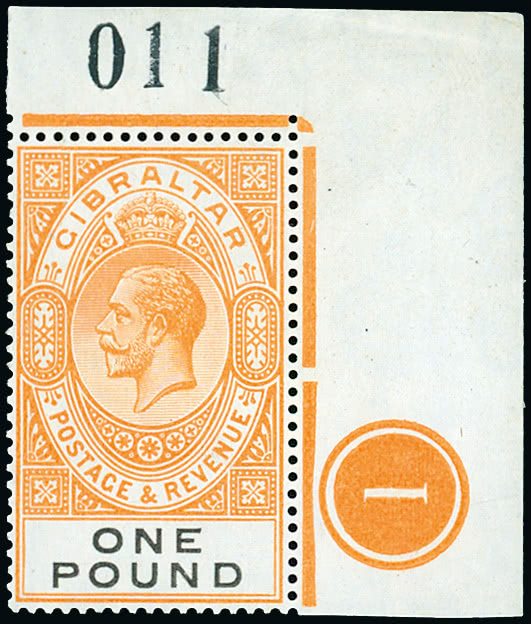 011
GIBRALTAR
POSTAGE & REVENUE
ONE
POUND
1